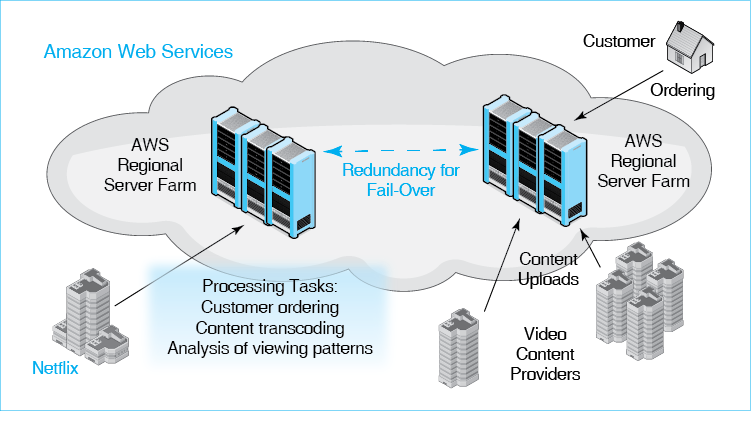 Amazon Web Services
Customer
Ordering
AWS
Regional
Server Farm
Redundancy for
Fail-Over
AWS
Regional
Server Farm
Processing Tasks:
Customer ordering
Content transcoding
Analysis of viewing patterns
Netflix
Content
Uploads
Video
Content
Providers